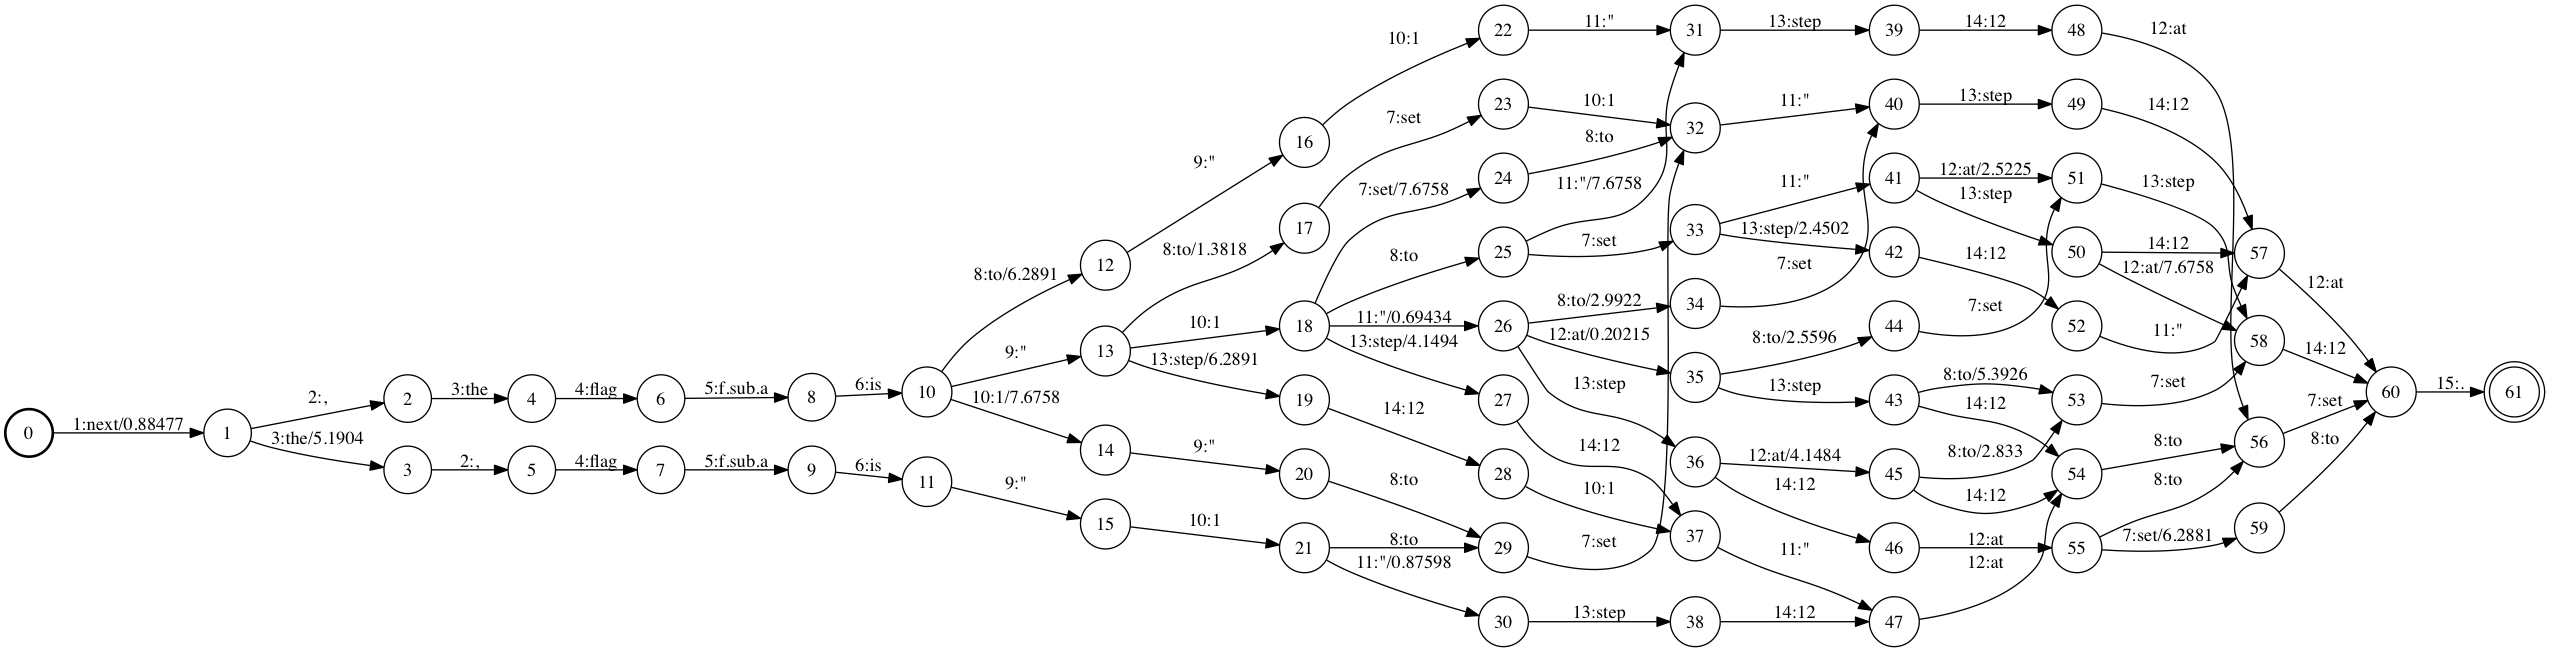 22 11:" 31 13:step 39 14:12 48 12:at
10:1
23 10:1 11:" 40 13:step 49 14:12
7:set 32
16 8:to
9:" 7:set/7.6758 24 11:"/7.6758 11:" 41 12:at/2.5225 51 13:step
13:step
17 33 13:step/2.4502
8:to/1.3818 8:to 25 7:set 42 14:12 50 14:12 57
12 7:set 12:at/7.6758 12:at
8:to/6.2891
8:to/2.9922 34 7:set
10:1 18 11:"/0.69434 26 12:at/0.20215 8:to/2.5596 44 52 11:" 58
9:" 13 13:step/4.1494 14:12
13:step/6.2891 13:step 35 13:step 8:to/5.3926 7:set
2:, 2 3:the 4 4:flag 6 5:f.sub.a 8 6:is 10 10:1/7.6758 19 14:12 27 43 14:12 53 7:set 60 15:. 61
0 1:next/0.88477 1 3:the/5.1904 14:12 8:to/2.833 8:to 56 8:to
14 9:" 36 12:at/4.1484
3 2:, 5 4:flag 7 5:f.sub.a 9 6:is 11 9:" 20 8:to 28 10:1 14:12 45 14:12 54 8:to
15 10:1 21 8:to 29 7:set 37 11:" 46 12:at 55 7:set/6.2881 59
11:"/0.87598 12:at
30 13:step 38 14:12 47